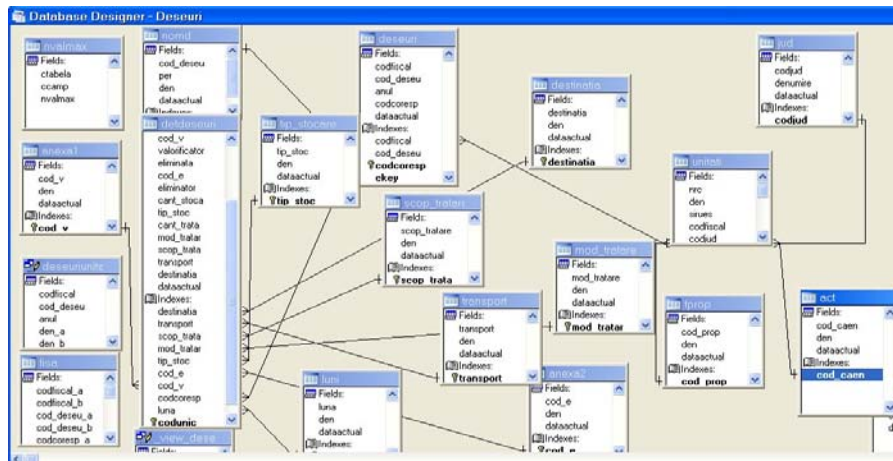 Database Designer - Deseuri
nvalmax
Fields:
ctabela
ccamp
nvalmax
nomd
Fields:
cod_deseu
per
den
dataactual
Indexes:
deseuri
Fields:
codfiscal
cod_deseu
anul
codcoresp
dataactual
Indexes:
codfiscal
cod_deseu
codcoresp
ekey
jud
Fields:
codjud
denumire
dataactual
Indexes:
codjud
destinatia
Fields:
destinatia
den
dataactual
Indexes:
destinatia
detdeseuri
cod_v
valorificator
eliminata
cod_e
eliminator
cant_stoca
tip_stoc
cant_trata
mod_tratar
scop_trata
transport
destinatia
dataactual
Indexes:
destinatia
transport
scop_trata
mod_tratar
tip_stoc
cod_e
cod_v
codcoresp
luna
codunic
tip_stocare
Fields:
tip_stoc
den
dataactual
Indexes:
tip_stoc
anexa1
Fields:
cod_v
den
dataactual
Indexes:
cod_v
unitati
nrc
den
sirues
codfiscal
codjud
scop_tratari
Fields:
scop_tratare
den
dataactual
Indexes:
scop_trata
mod_tratare
Fields:
mod_tratare
den
dataactual
Indexes:
mod_tratar
deseuriunitc
Fields:
codfiscal
cod_deseu
anul
den_a
den_b
transport
Fields:
transport
den
dataactual
Indexes:
transport
fprop
Fields:
cod_prop
den
dataactual
Indexes:
cod_prop
act
Fields:
cod_caen
den
dataactual
Indexes:
cod_caen
fisa
Fields:
codfiscal_a
codfiscal_b
cod_deseu_a
cod_deseu_b
codcoresp_a
luni
Fields:
luna
den
dataactual
Indexes:
anexa2
Fields:
cod_e
den
dataactual
Indexes:
cod_e
_view_dese
Fields: